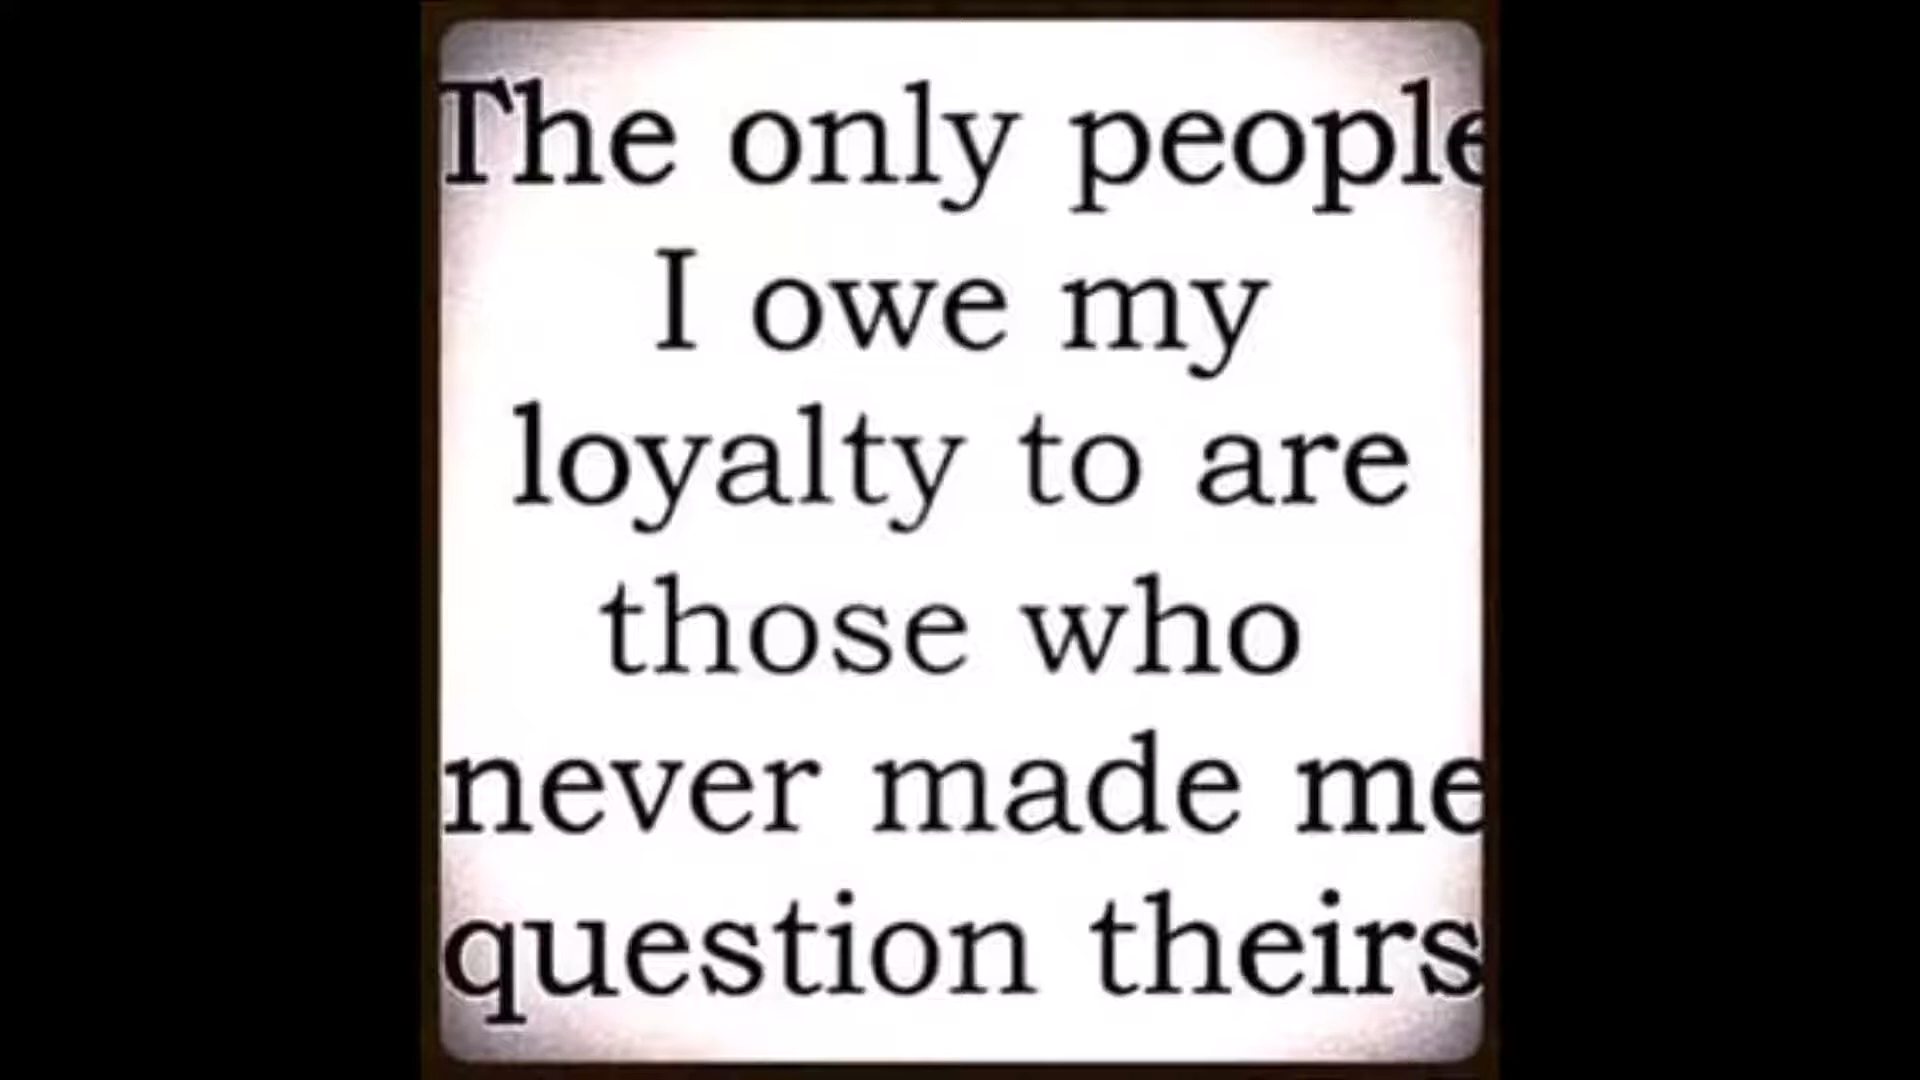 The only people
I owe my
loyalty to are
those who
never made me
question theirs